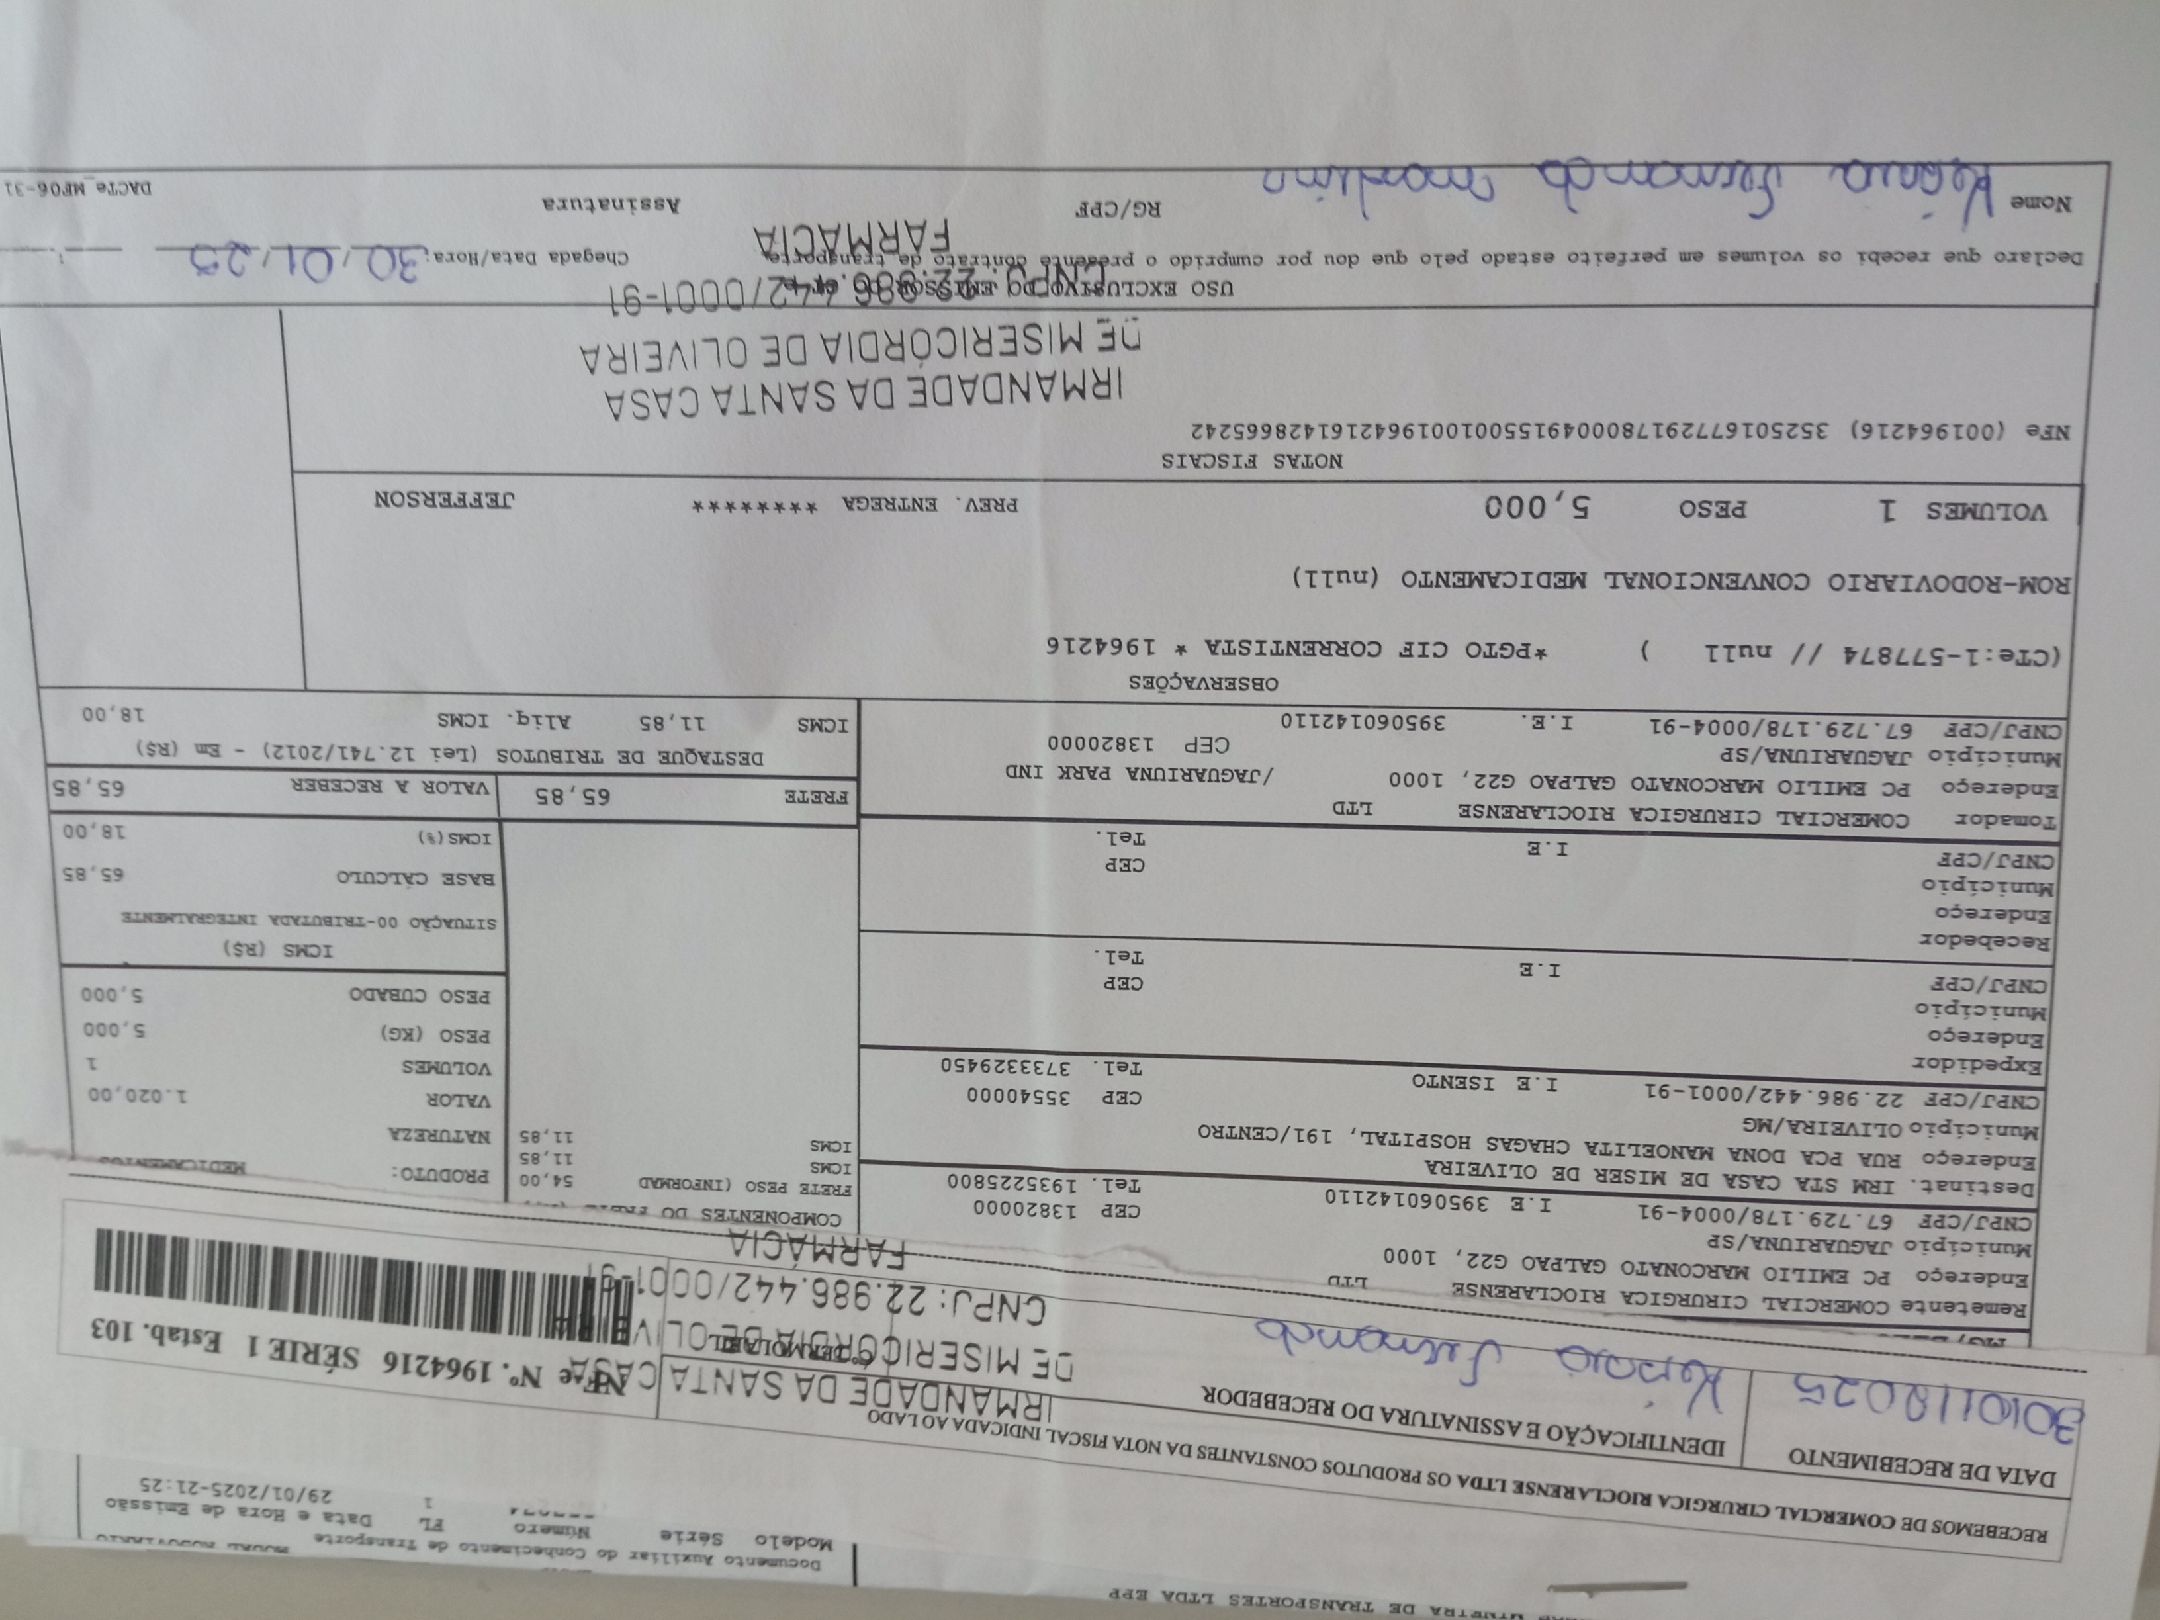 DE TRANSPORTES LTDA EPP
Documento Auxiliar do Conhecimento de Transporte
Modelo Série Número FL Data e Hora de Emissão
1 29/01/2025-21:25
RECEBEMOS DE COMERCIAL CIRURGICA RIOCLARENSE LTDA OS PRODUTOS CONSTANTES DA NOTA FISCAL INDICADA AO LADO
DATA DE RECEBIMENTO
30/01/2025
IDENTIFICAÇÃO E ASSINATURA DO RECEBEDOR
NFe Nº. 1964216 SÉRIE 1 Estab. 103
IRMANDADE DA SANTA CASA
DE MISERICÓRDIA DE OLIVEIRA
CNPJ: 22.986.442/0001-91
FARMÁCIA
Remetente COMERCIAL CIRURGICA RIOCLARENSE LTD
Endereço PC EMILIO MARCONATO GALPAO G22, 1000
Município JAGUARIUNA/SP CEP 13820000
CNPJ/CPF 67.729.178/0004-91 I.E 395060142110 Tel. 1935225800
Destinat. IRM STA CASA DE MISER DE OLIVEIRA
Endereço RUA PCA DONA MANOELITA CHAGAS HOSPITAL, 191/CENTRO
Município OLIVEIRA/MG CEP 35540000
CNPJ/CPF 22.986.442/0001-91 I.E ISENTO Tel. 3733329450
Expedidor
Endereço
Município CEP
CNPJ/CPF I.E Tel.
Recebedor
Endereço
Município CEP
CNPJ/CPF I.E Tel.
Tomador COMERCIAL CIRURGICA RIOCLARENSE LTD
Endereço PC EMILIO MARCONATO GALPAO G22, 1000 /JAGUARIUNA PARK IND
Município JAGUARIUNA/SP CEP 13820000
CNPJ/CPF 67.729.178/0004-91 I.E. 395060142110
COMPONENTES DO
FRETE PESO (INFORMAD 54,00
ICMS 11,85
ICMS 11,85
PRODUTO: MEDICAMENTOS
NATUREZA
VALOR 1.020,00
VOLUMES 1
PESO (KG) 5,000
PESO CUBADO 5,000
ICMS (R$)
SITUAÇÃO 00-TRIBUTADA INTEGRALMENTE
BASE CÁLCULO 65,85
ICMS(%) 18,00
FRETE 65,85 VALOR A RECEBER 65,85
DESTAQUE DE TRIBUTOS (Lei 12.741/2012) - Em (R$)
ICMS 11,85 Aliq. ICMS 18,00
OBSERVAÇÕES
(CTe:1-577874 // null ) *PGTO CIF CORRENTISTA * 1964216
ROM-RODOVIARIO CONVENCIONAL MEDICAMENTO (null)
VOLUMES 1 PESO 5,000 PREV. ENTREGA ******** JEFFERSON
NOTAS FISCAIS
NFe (001964216) 35250167729178000491550010019642161428665242
IRMANDADE DA SANTA CASA
DE MISERICÓRDIA DE OLIVEIRA
CNPJ: 22.986.442/0001-91
FARMÁCIA
USO EXCLUSIVO DO EMISSOR
Declaro que recebi os volumes em perfeito estado pelo que dou por cumprido o presente contrato de transporte.
Chegada Data/Hora: 30/01/25
Nome RG/CPF Assinatura
DACTe_MF06-31